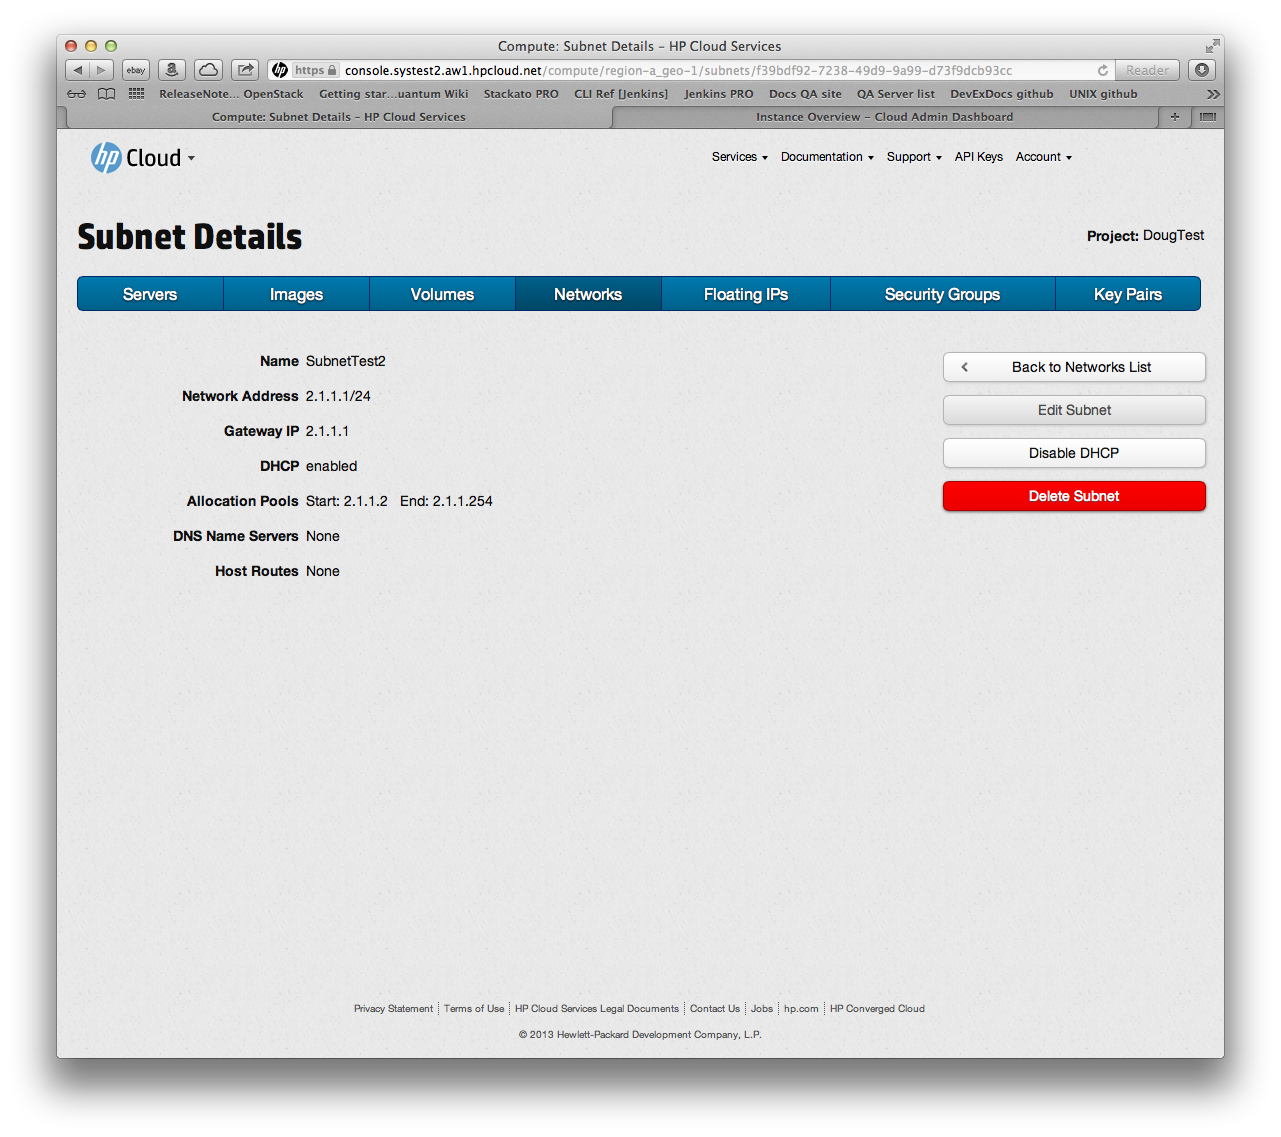 Compute: Subnet Details – HP Cloud Services
ebay
https console.systest2.aw1.hpcloud.net/compute/region-a_geo-1/subnets/f39bdf92-7238-49d9-9a99-d73f9dcb93cc Reader
ReleaseNote... OpenStack Getting star...uantum Wiki Stackato PRO CLI Ref [Jenkins] Jenkins PRO Docs QA site QA Server list DevExDocs github UNIX github
Compute: Subnet Details – HP Cloud Services Instance Overview – Cloud Admin Dashboard
hp Cloud Services Documentation Support API Keys Account
Subnet Details Project: DougTest
Servers Images Volumes Networks Floating IPs Security Groups Key Pairs
Name SubnetTest2
Network Address 2.1.1.1/24
Gateway IP 2.1.1.1
DHCP enabled
Allocation Pools Start: 2.1.1.2 End: 2.1.1.254
DNS Name Servers None
Host Routes None
Back to Networks List
Edit Subnet
Disable DHCP
Delete Subnet
Privacy Statement Terms of Use HP Cloud Services Legal Documents Contact Us Jobs hp.com HP Converged Cloud
© 2013 Hewlett-Packard Development Company, L.P.